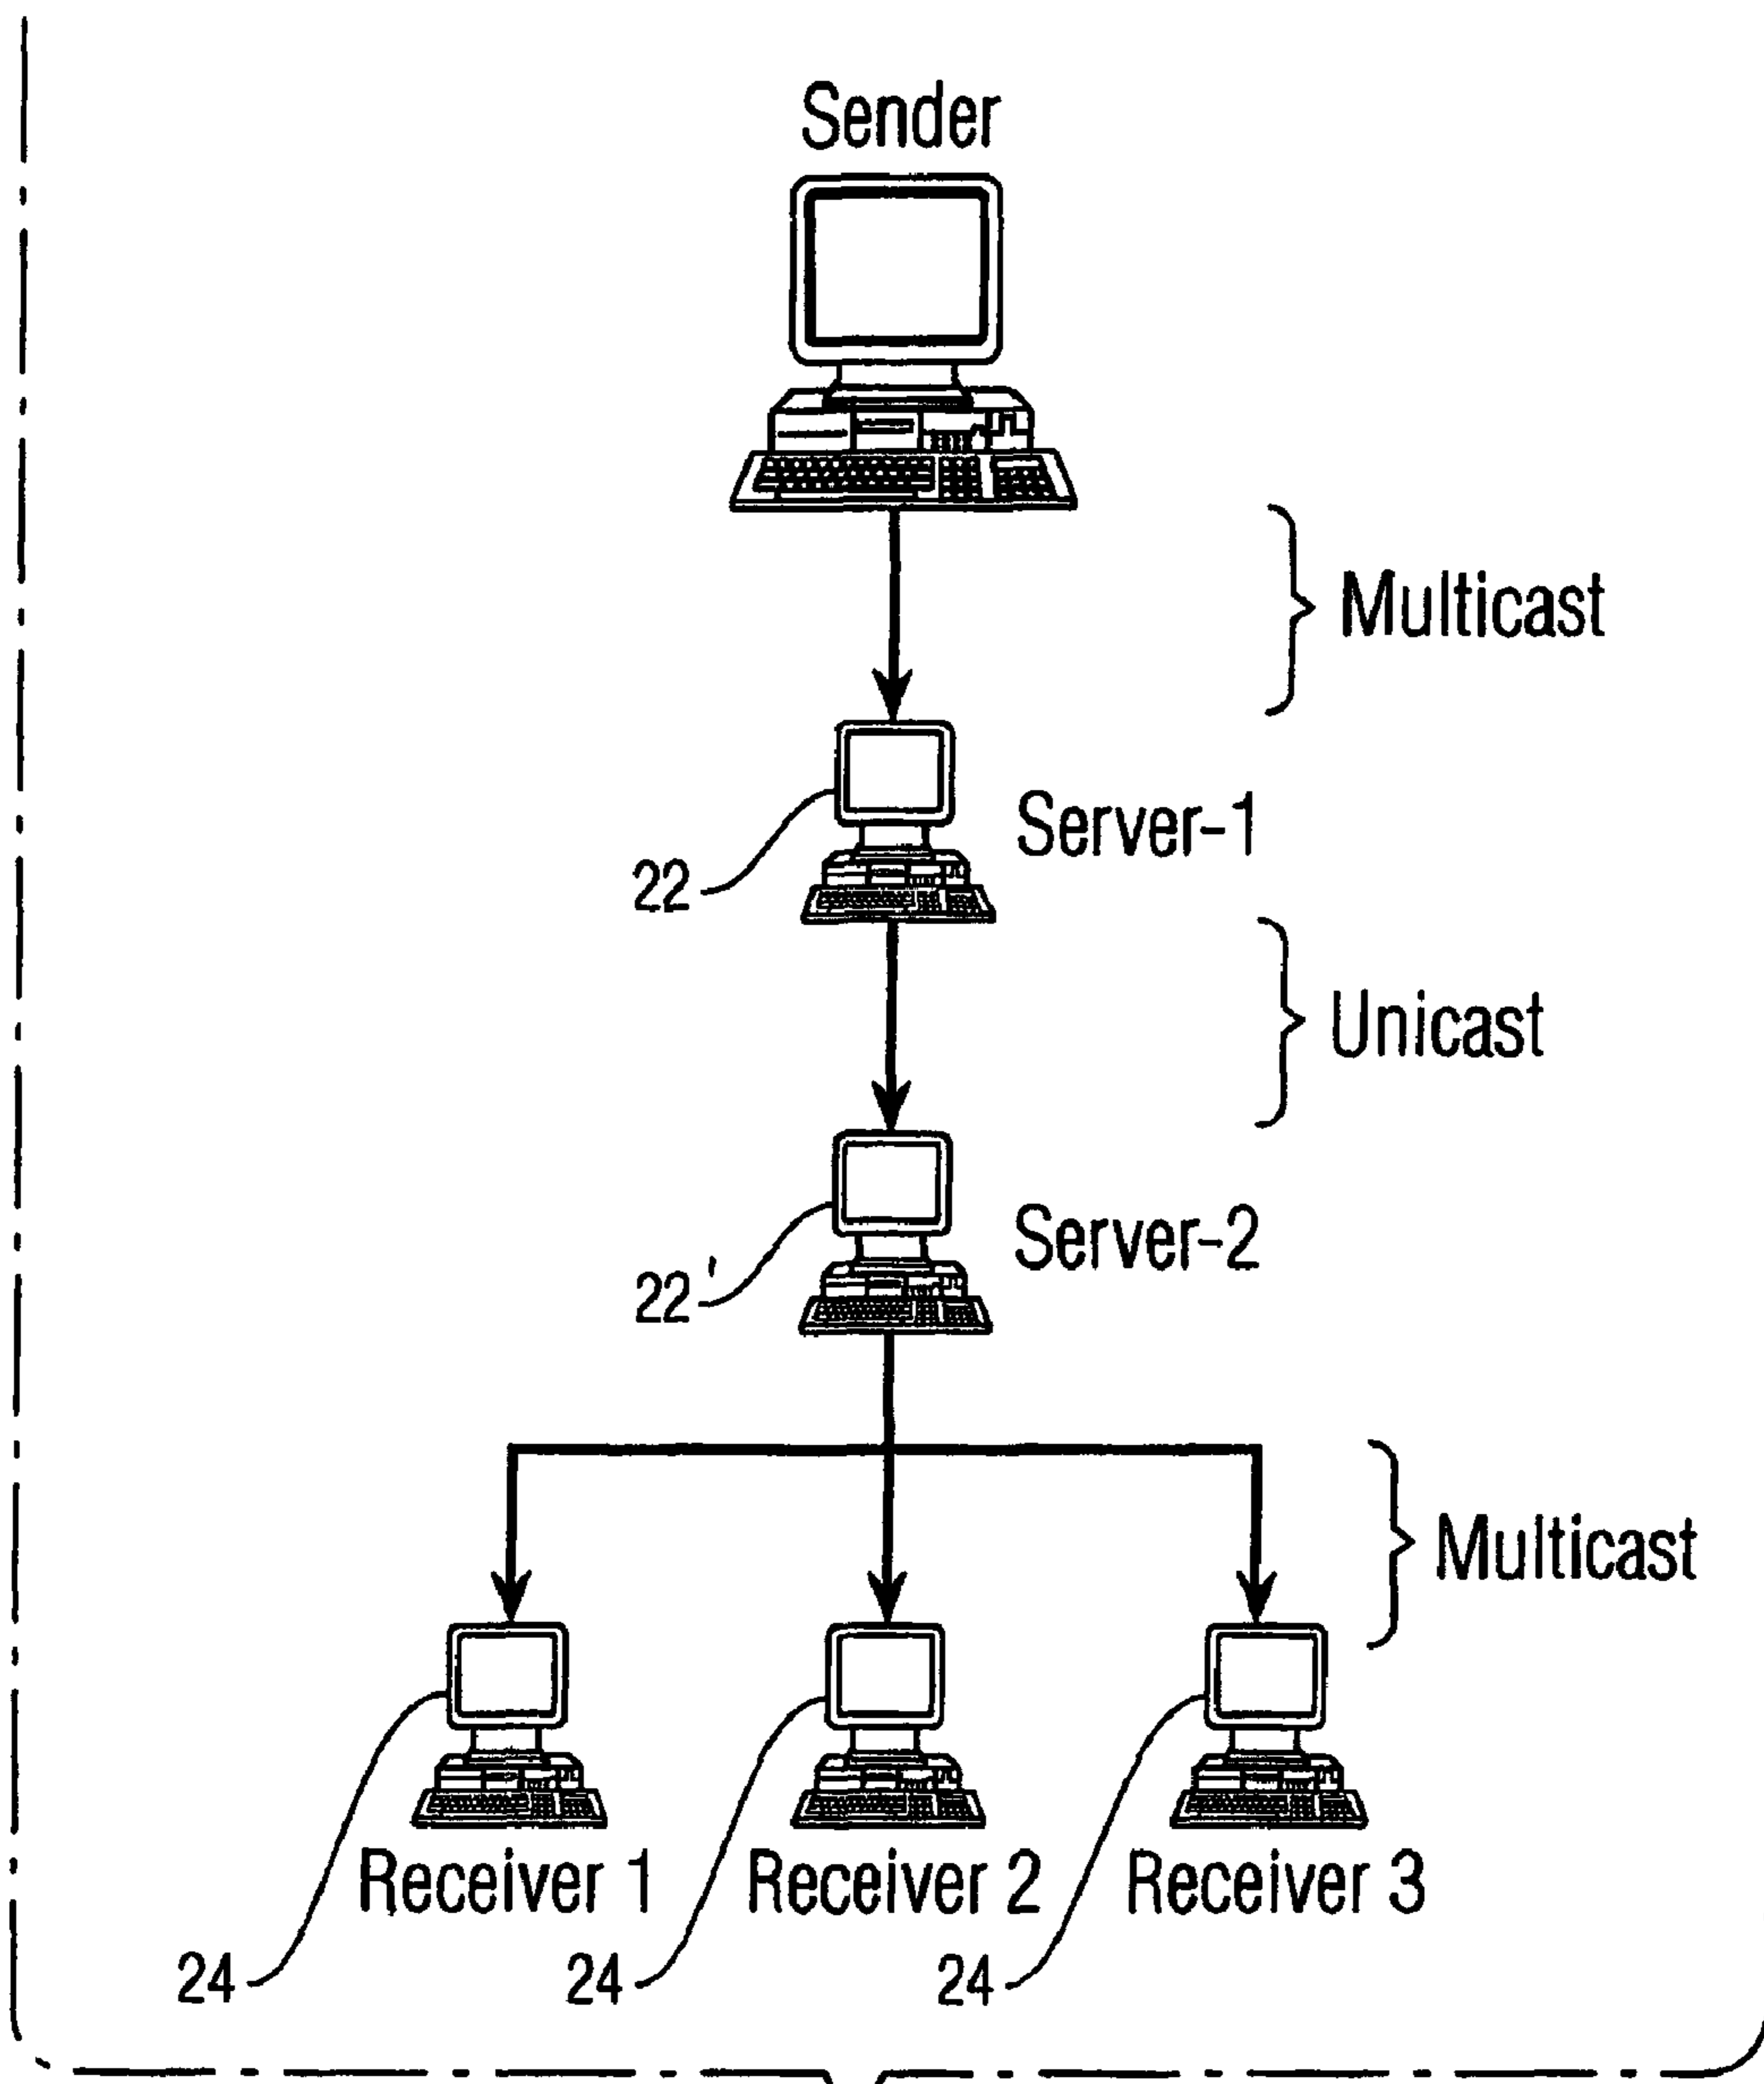 Sender
Multicast
Server-1
22
Unicast
Server-2
22'
Multicast
Receiver 1
Receiver 2
Receiver 3
24
24
24